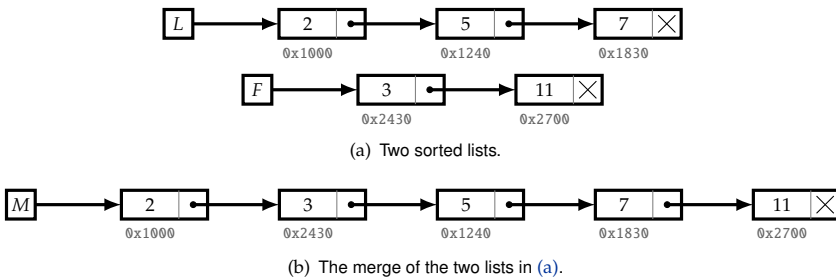 L 2 5 7
0x1000 0x1240 0x1830
F 3 11
0x2430 0x2700
(a) Two sorted lists.
M 2 3 5 7 11
0x1000 0x2430 0x1240 0x1830 0x2700
(b) The merge of the two lists in (a).